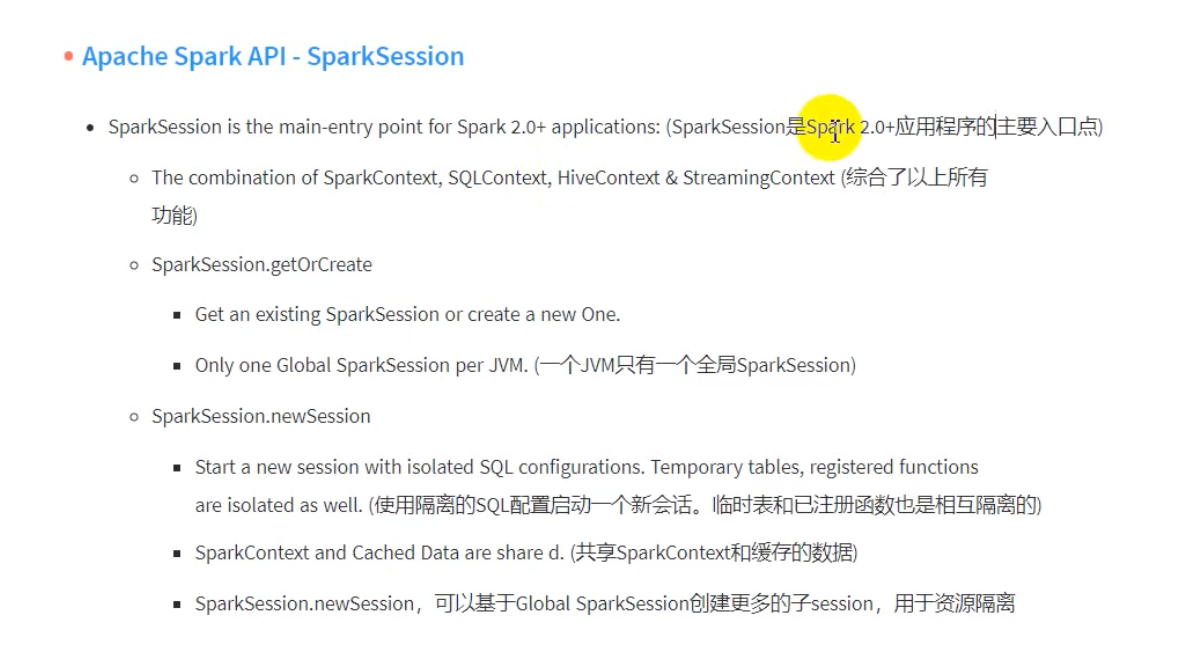 Apache Spark API - SparkSession
SparkSession is the main-entry point for Spark 2.0+ applications: (SparkSession是Spark 2.0+应用程序的主要入口点)
The combination of SparkContext, SQLContext, HiveContext & StreamingContext (综合了以上所有
功能)
SparkSession.getOrCreate
Get an existing SparkSession or create a new One.
Only one Global SparkSession per JVM. (一个JVM只有一个全局SparkSession)
SparkSession.newSession
Start a new session with isolated SQL configurations. Temporary tables, registered functions
are isolated as well. (使用隔离的SQL配置启动一个新会话。临时表和已注册函数也是相互隔离的)
SparkContext and Cached Data are share d. (共享SparkContext和缓存的数据)
SparkSession.newSession，可以基于Global SparkSession创建更多的子session，用于资源隔离